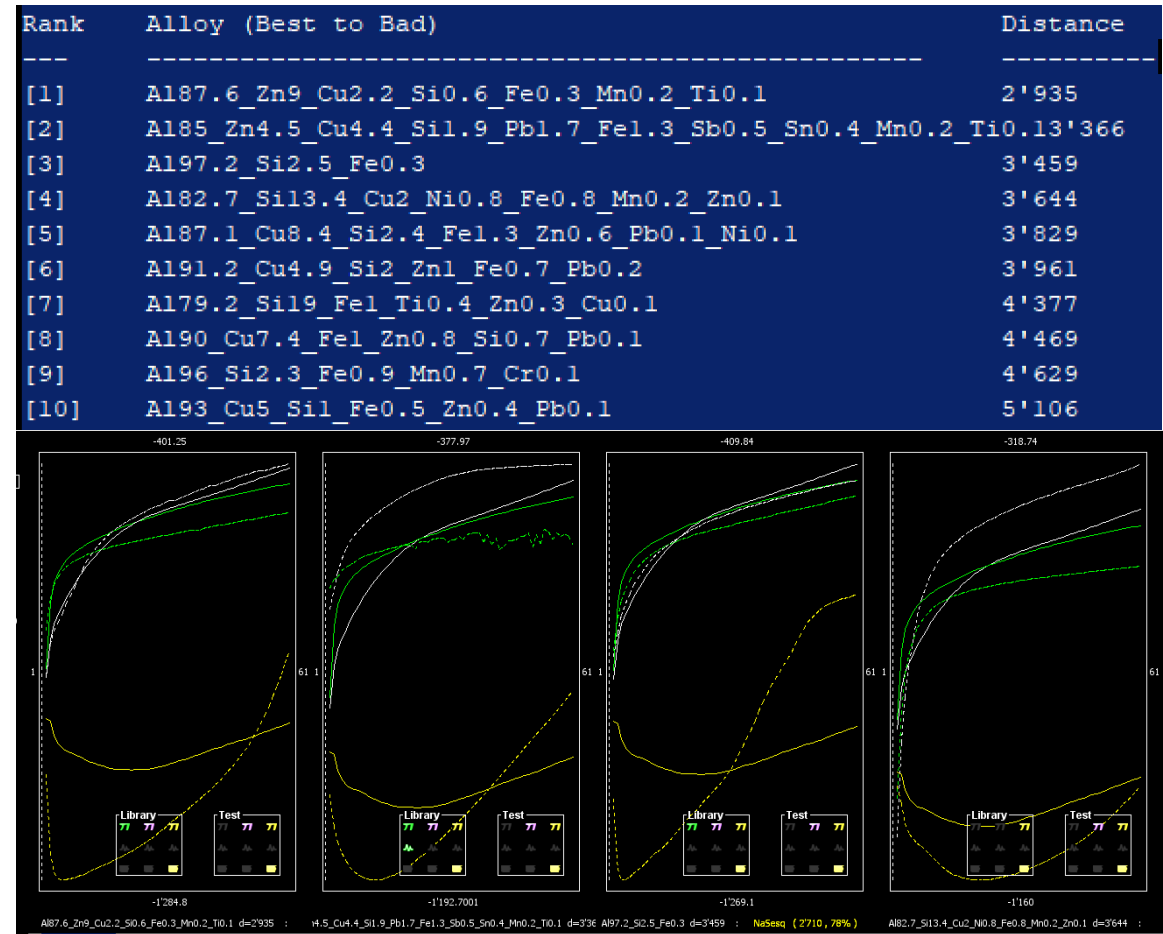 Rank Alloy (Best to Bad) Distance
--- -------------------------------------------------- ----------
[1] Al87.6_Zn9_Cu2.2_Si0.6_Fe0.3_Mn0.2_Ti0.1 2'935
[2] Al85_Zn4.5_Cu4.4_Si1.9_Pb1.7_Fe1.3_Sb0.5_Sn0.4_Mn0.2_Ti0.13'366
[3] Al97.2_Si2.5_Fe0.3 3'459
[4] Al82.7_Si13.4_Cu2_Ni0.8_Fe0.8_Mn0.2_Zn0.1 3'644
[5] Al87.1_Cu8.4_Si2.4_Fe1.3_Zn0.6_Pb0.1_Ni0.1 3'829
[6] Al91.2_Cu4.9_Si2_Zn1_Fe0.7_Pb0.2 3'961
[7] Al79.2_Si19_Fe1_Ti0.4_Zn0.3_Cu0.1 4'377
[8] Al90_Cu7.4_Fe1_Zn0.8_Si0.7_Pb0.1 4'469
[9] Al96_Si2.3_Fe0.9_Mn0.7_Cr0.1 4'629
[10] Al93_Cu5_Si1_Fe0.5_Zn0.4_Pb0.1 5'106
-401.25 -377.97 -409.84 -318.74
1 61 1 61 1 61 1 61
Library Test Library Test Library Test Library Test
-1'284.8 -1'192.7001 -1'269.1 -1'160
Al87.6_Zn9_Cu2.2_Si0.6_Fe0.3_Mn0.2_Ti0.1 d=2'935 : ι4.5_Cu4.4_Si1.9_Pb1.7_Fe1.3_Sb0.5_Sn0.4_Mn0.2_Ti0.1 d=3'36 Al97.2_Si2.5_Fe0.3 d=3'459 : NaSesq (2'710, 78%) Al82.7_Si13.4_Cu2_Ni0.8_Fe0.8_Mn0.2_Zn0.1 d=3'644 :